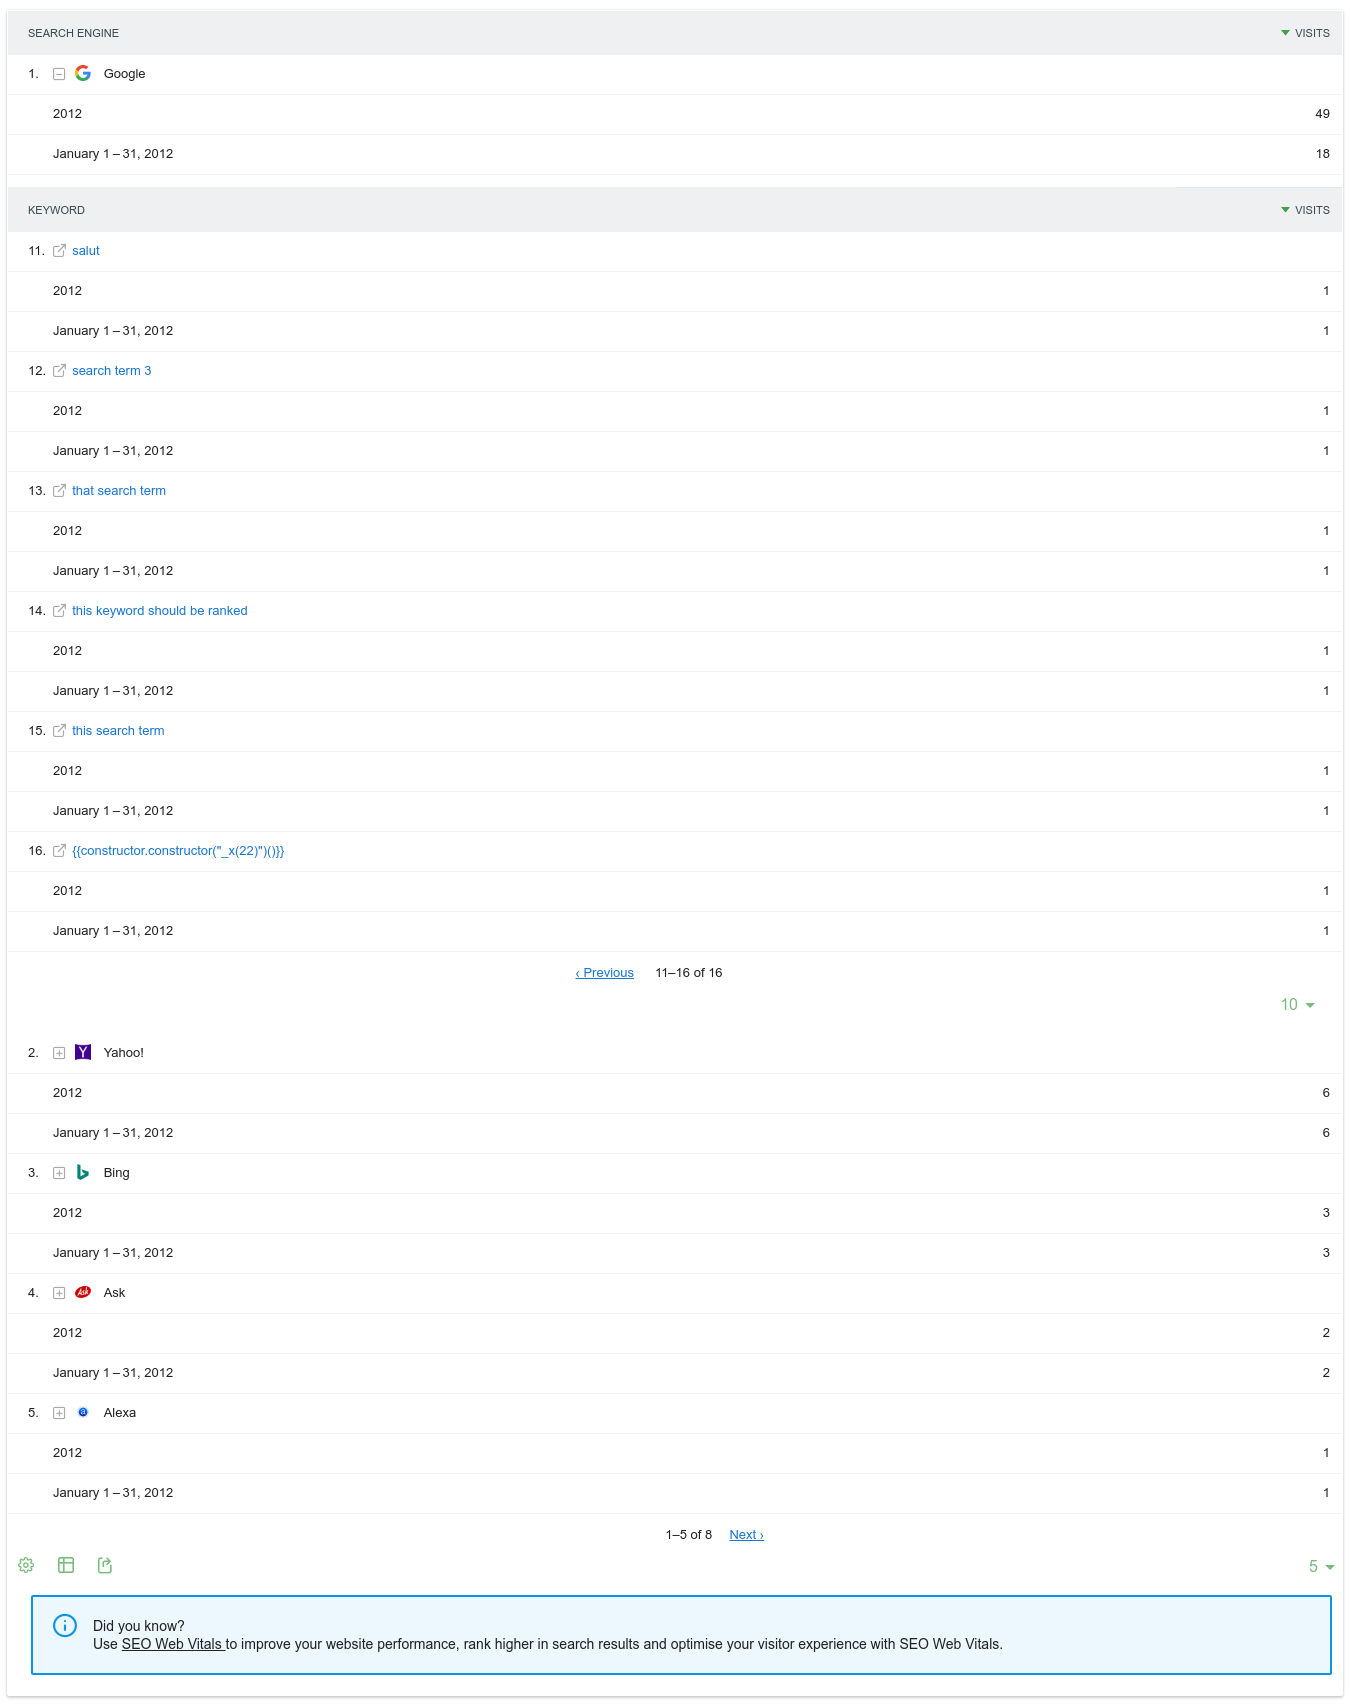 SEARCH ENGINE VISITS
1. Google
2012 49
January 1 – 31, 2012 18
KEYWORD VISITS
11. salut
2012 1
January 1 – 31, 2012 1
12. search term 3
2012 1
January 1 – 31, 2012 1
13. that search term
2012 1
January 1 – 31, 2012 1
14. this keyword should be ranked
2012 1
January 1 – 31, 2012 1
15. this search term
2012 1
January 1 – 31, 2012 1
16. {{constructor.constructor("_x(22)")()}}
2012 1
January 1 – 31, 2012 1
‹ Previous 11–16 of 16
10
2. Yahoo!
2012 6
January 1 – 31, 2012 6
3. Bing
2012 3
January 1 – 31, 2012 3
4. Ask
2012 2
January 1 – 31, 2012 2
5. Alexa
2012 1
January 1 – 31, 2012 1
1–5 of 8 Next ›
5
Did you know?
Use SEO Web Vitals to improve your website performance, rank higher in search results and optimise your visitor experience with SEO Web Vitals.